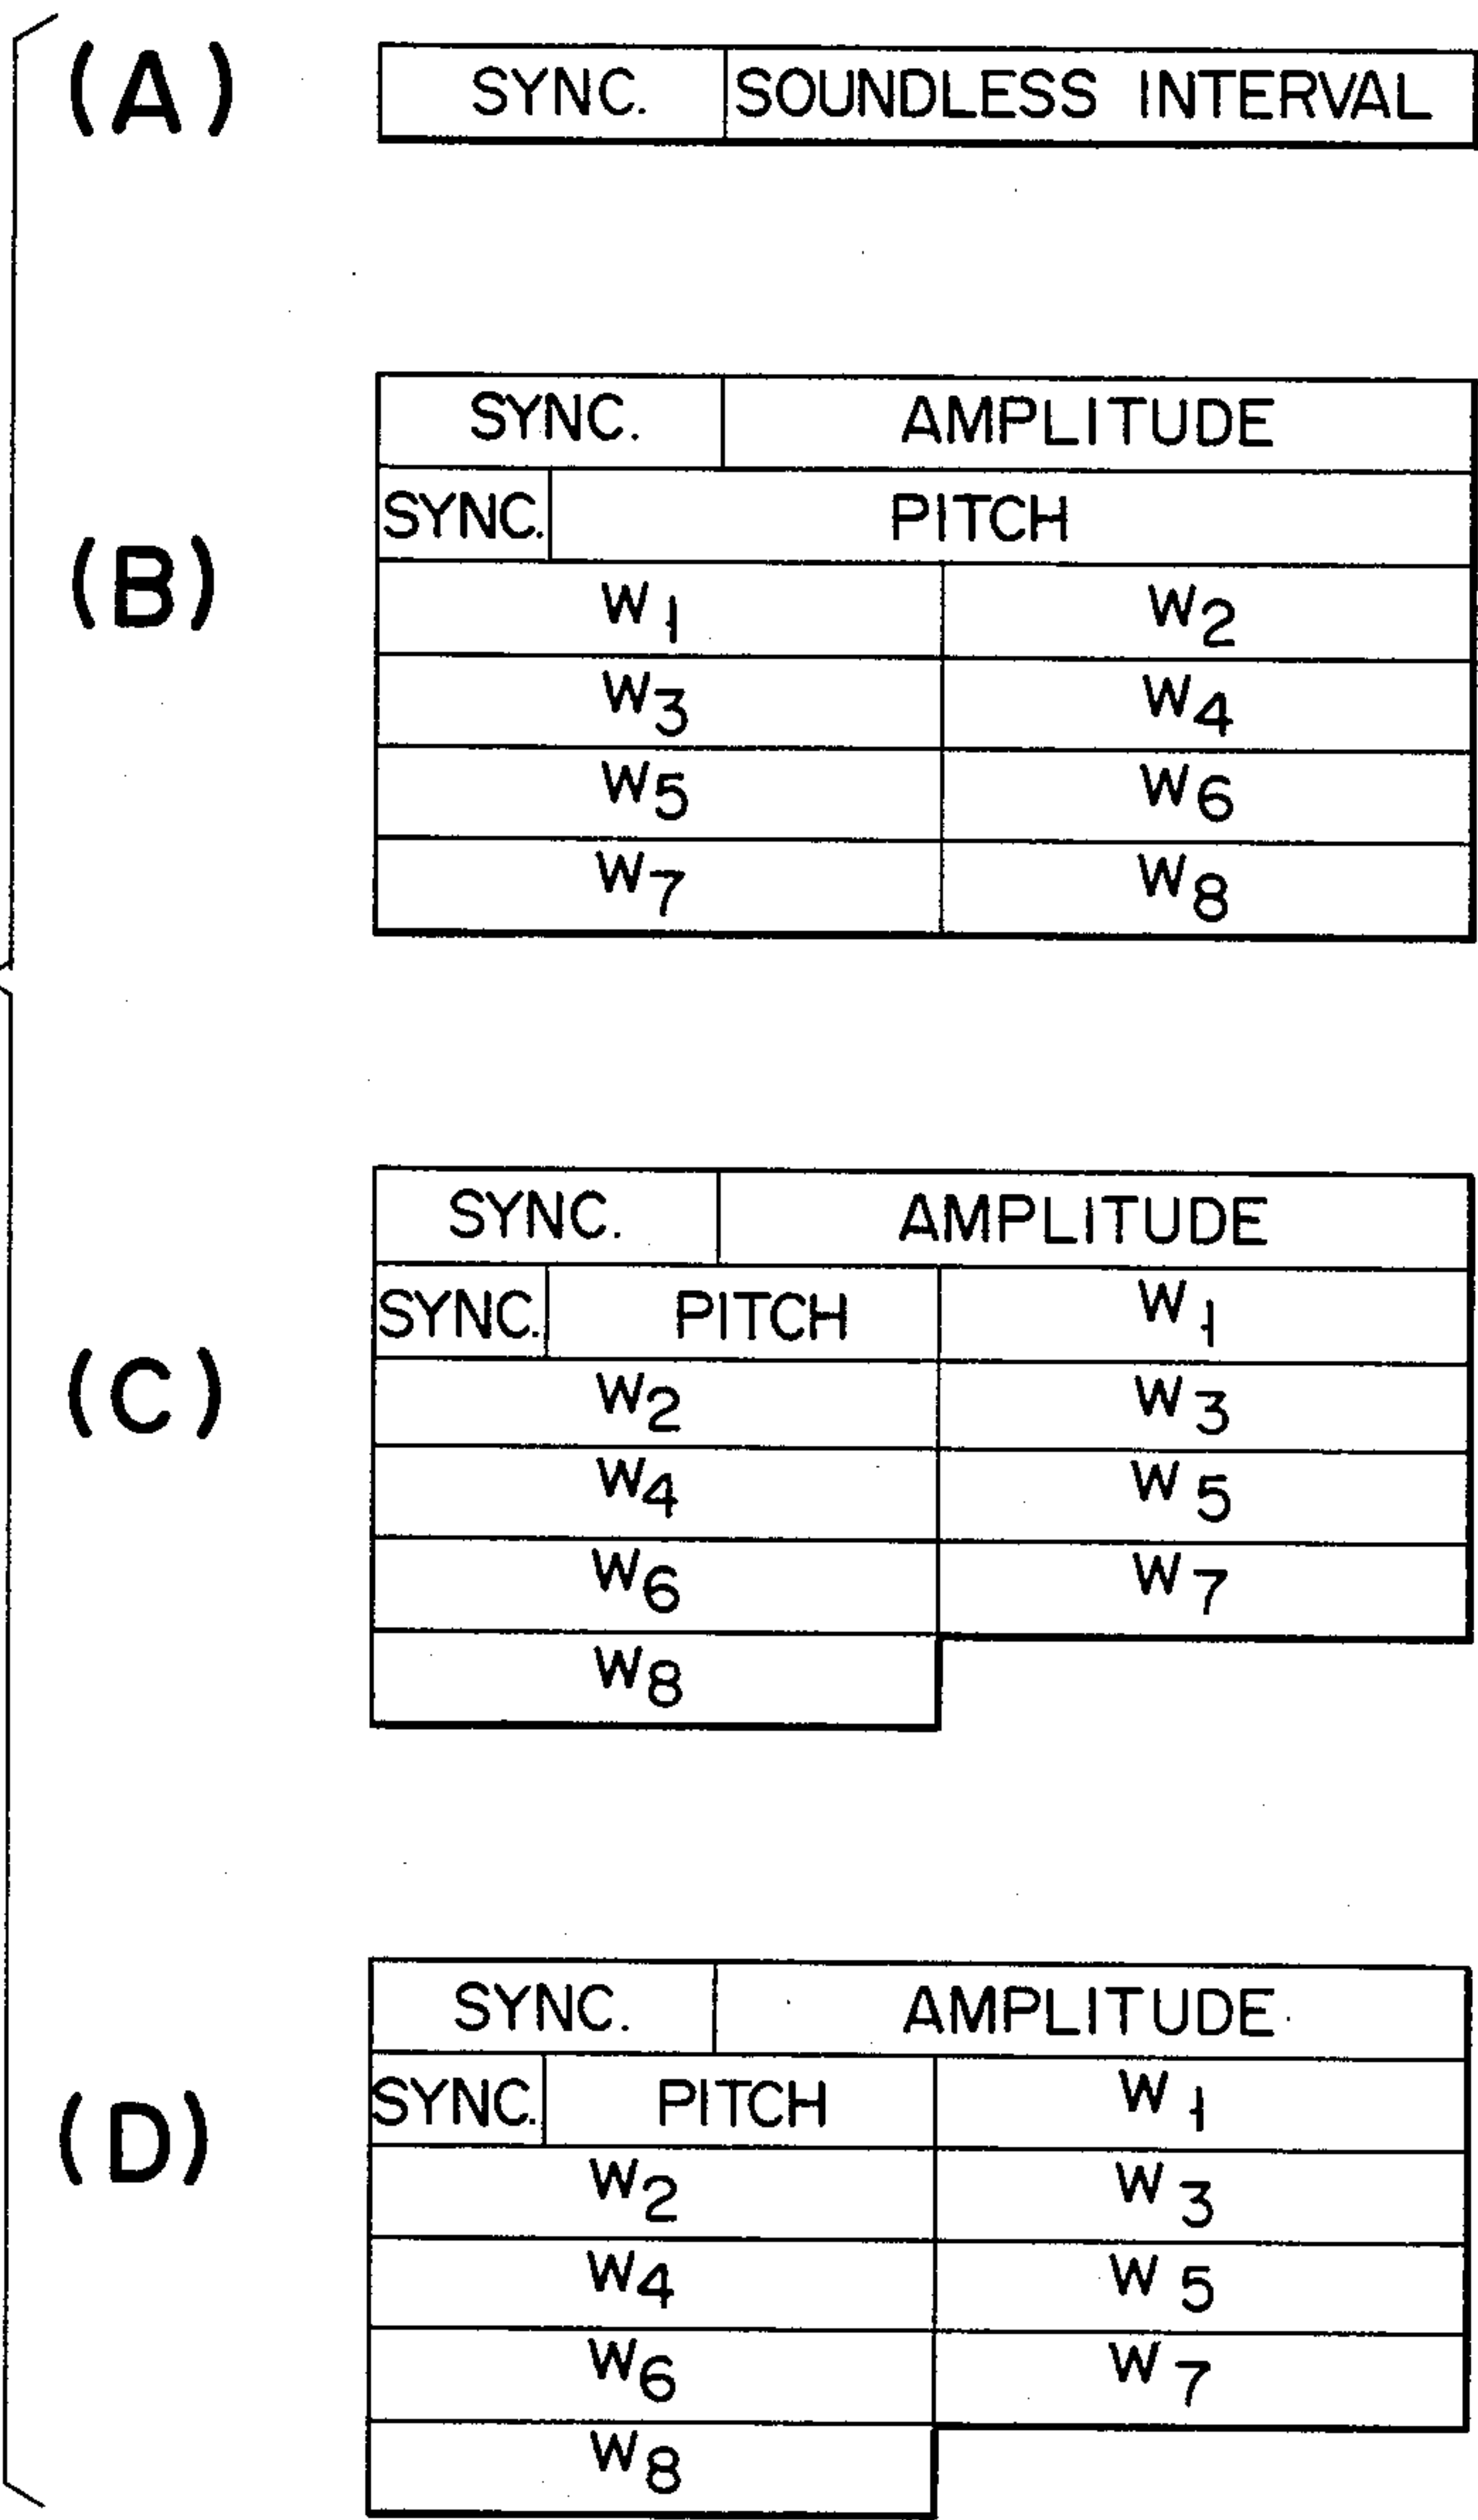 (A) SYNC. SOUNDLESS INTERVAL
SYNC. AMPLITUDE
SYNC. PITCH
(B)
W1 W2
W3 W4
W5 W6
W7 W8
SYNC. AMPLITUDE
SYNC. PITCH W1
(C)
W2 W3
W4 W5
W6 W7
W8
SYNC. AMPLITUDE
SYNC. PITCH W1
(D)
W2 W3
W4 W5
W6 W7
W8